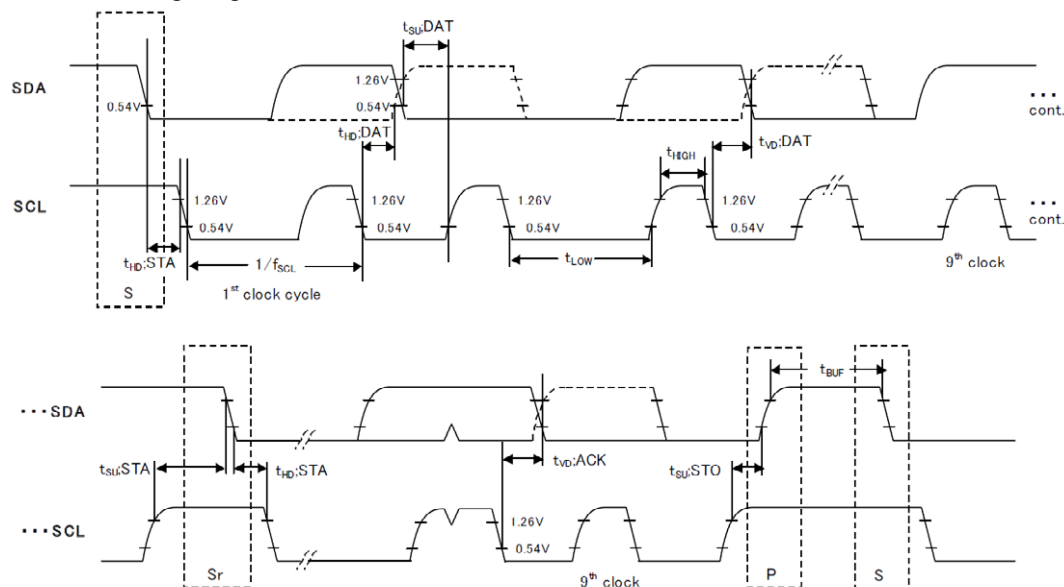 tSU;DAT
SDA
1.26V
0.54V
0.54V
...
cont.
tHD;DAT
tHIGH
tVD;DAT
SCL
1.26V
1.26V
1.26V
1.26V
0.54V
0.54V
0.54V
0.54V
...
cont.
tHD;STA
1/fSCL
tLOW
9th clock
S
1st clock cycle
tBUF
...SDA
tSU;STA
tHD;STA
tVD;ACK
tSU;STO
...SCL
1.26V
0.54V
Sr
9th clock
P
S